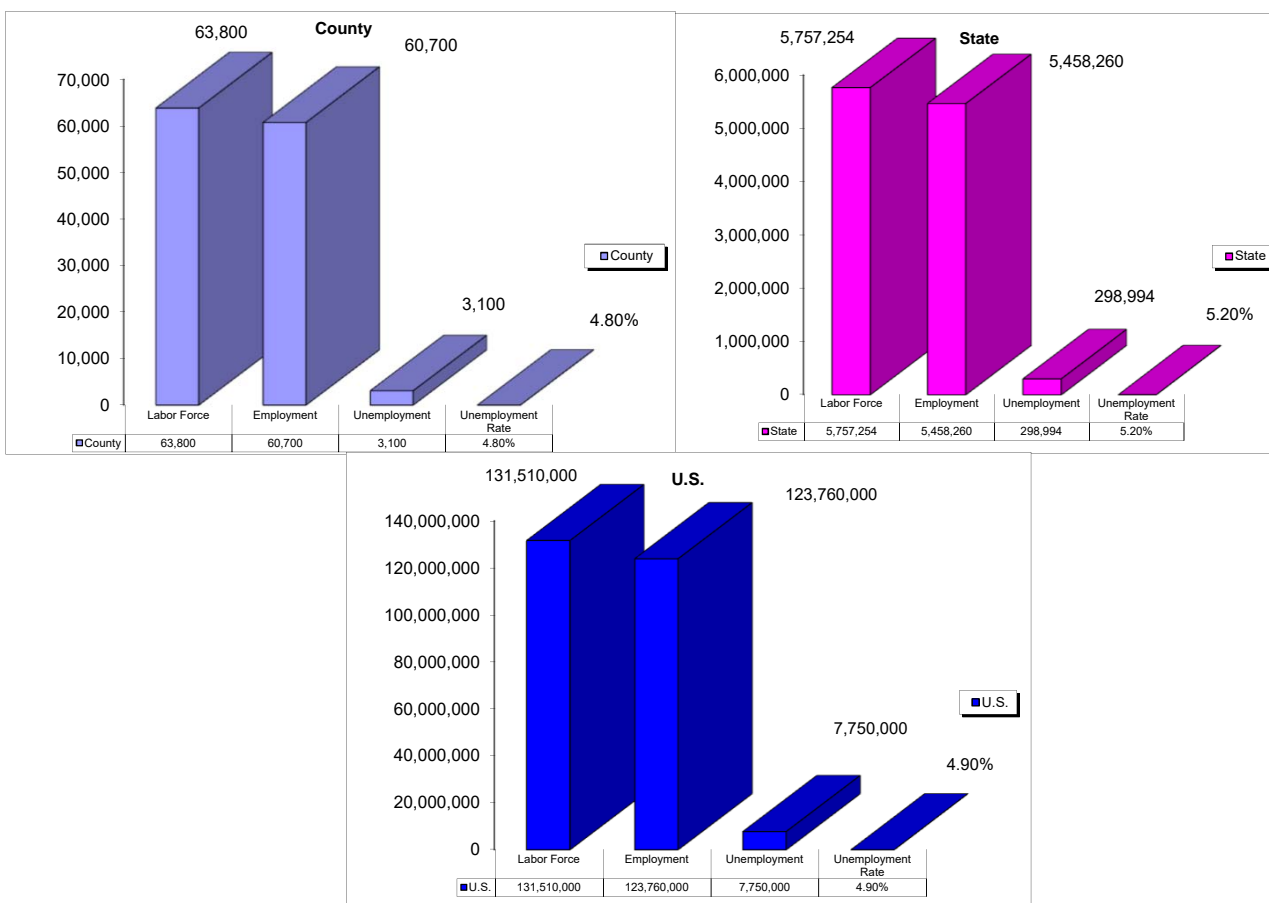 County
63,800
60,700
70,000
60,000
50,000
40,000
30,000
20,000
10,000
0
3,100
4.80%
County
Labor Force Employment Unemployment Unemployment
Rate
County 63,800 60,700 3,100 4.80%
State
5,757,254
5,458,260
6,000,000
5,000,000
4,000,000
3,000,000
2,000,000
1,000,000
0
298,994
5.20%
State
Labor Force Employment Unemployment Unemployment
Rate
State 5,757,254 5,458,260 298,994 5.20%
U.S.
131,510,000
123,760,000
140,000,000
120,000,000
100,000,000
80,000,000
60,000,000
40,000,000
20,000,000
0
7,750,000
4.90%
U.S.
Labor Force Employment Unemployment Unemployment
Rate
U.S. 131,510,000 123,760,000 7,750,000 4.90%